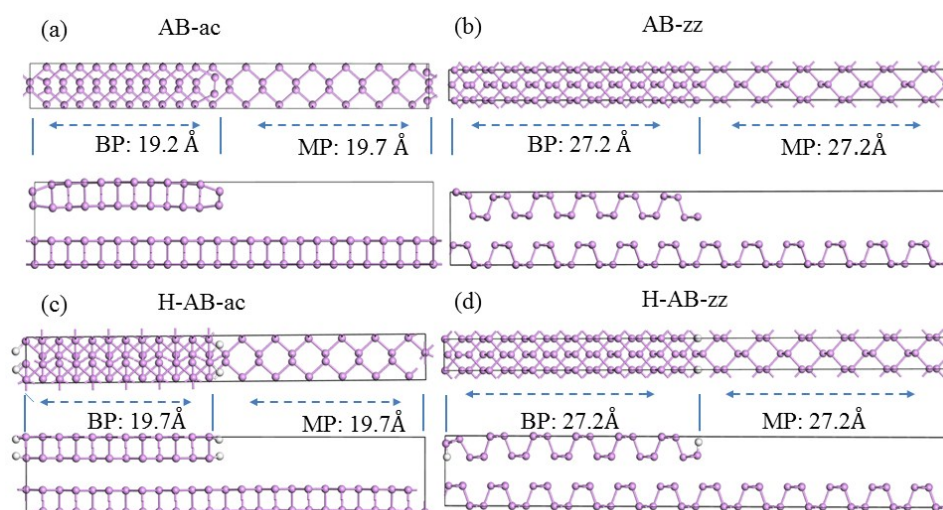 (a) AB-ac
BP: 19.2 Å MP: 19.7 Å
(b) AB-zz
BP: 27.2 Å MP: 27.2Å
(c) H-AB-ac
BP: 19.7Å MP: 19.7Å
(d) H-AB-zz
BP: 27.2Å MP: 27.2Å